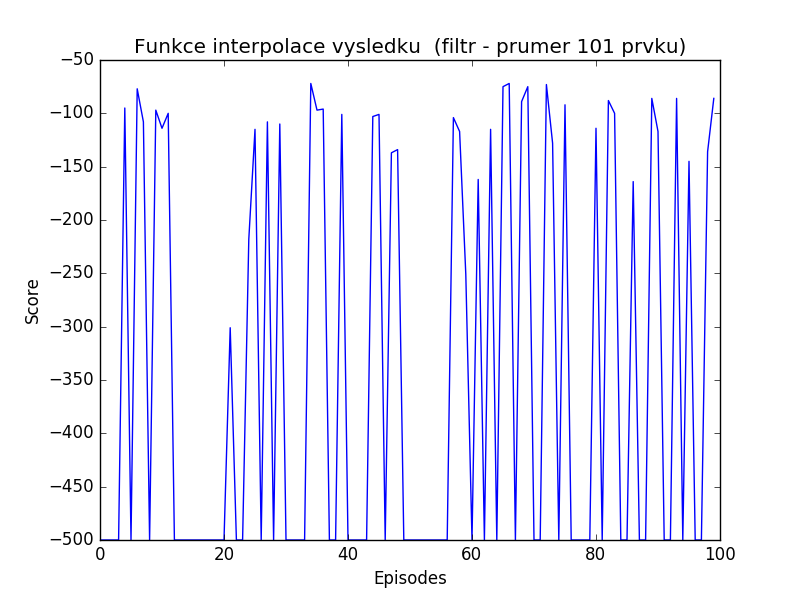 Funkce interpolace vysledku  (filtr - prumer 101 prvku)
−50
−100
−150
−200
−250
−300
−350
−400
−450
−500
Score
0 20 40 60 80 100
Episodes